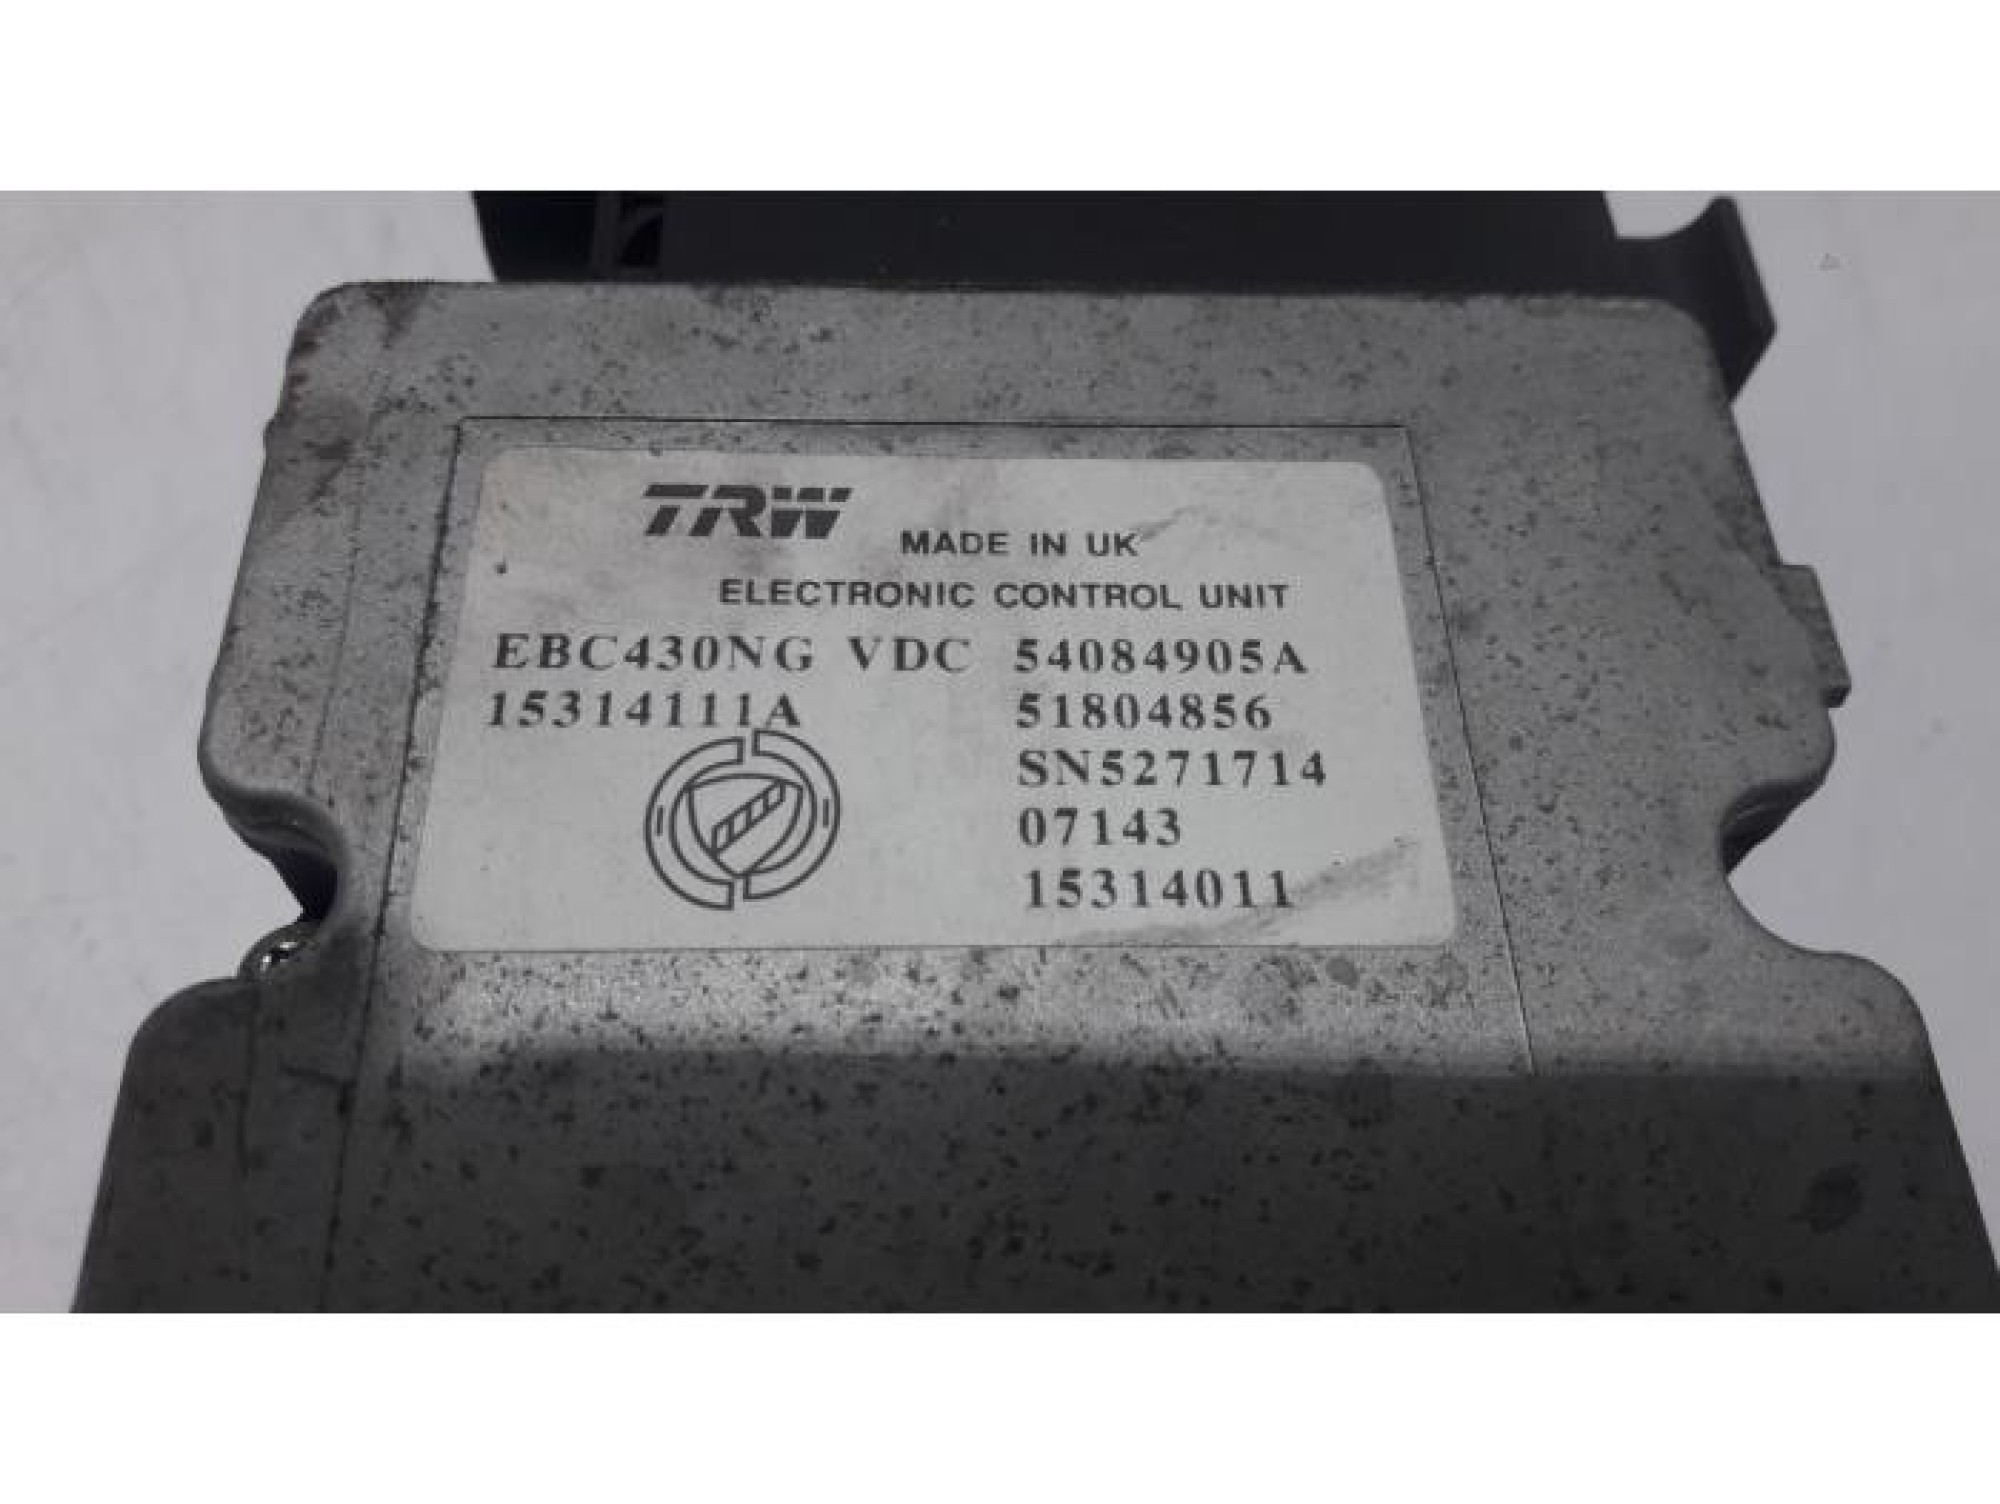 TRW
MADE IN UK
ELECTRONIC CONTROL UNIT
EBC430NG VDC 54084905A
15314111A 51804856
SN5271714
07143
15314011